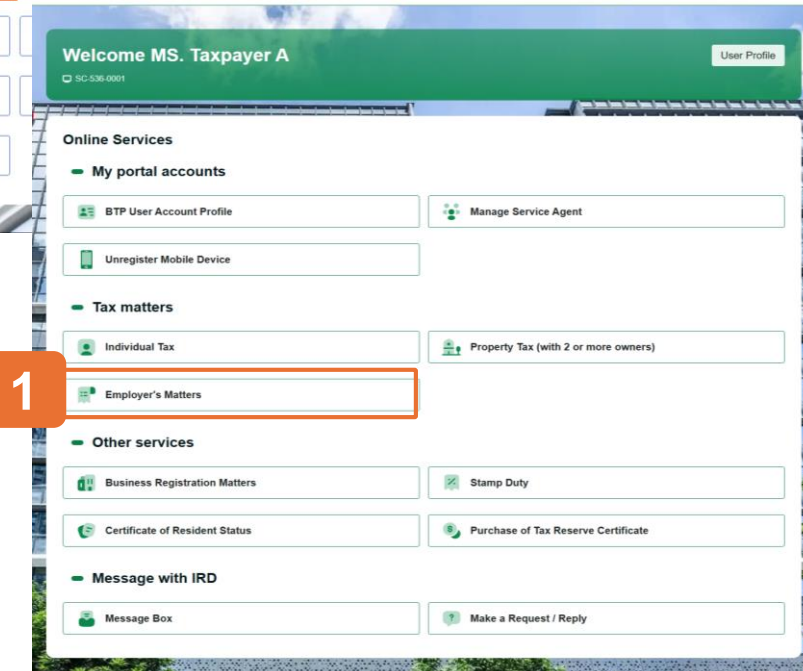 Welcome MS. Taxpayer A
User Profile
SC-536-0001
Online Services
My portal accounts
BTP User Account Profile
Manage Service Agent
Unregister Mobile Device
Tax matters
Individual Tax
Property Tax (with 2 or more owners)
1
Employer's Matters
Other services
Business Registration Matters
Stamp Duty
Certificate of Resident Status
Purchase of Tax Reserve Certificate
Message with IRD
Message Box
Make a Request / Reply